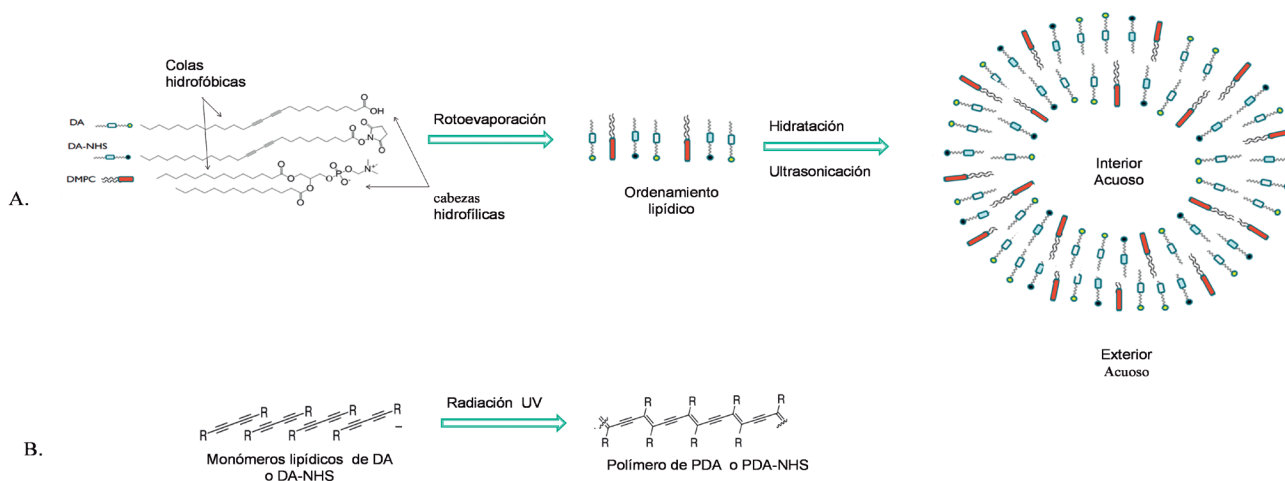 Colas
hidrofóbicas
DA
DA-NHS
DMPC
O
OH
O
O
N
O
O
O
O
O
O
P
O
O⁻
N⁺
A.
cabezas
hidrofílicas
Rotoevaporación
Ordenamiento
lipídico
Hidratación
Ultrasonicación
Interior
Acuoso
Exterior
Acuoso
B.
R R R R
R R R R
Monómeros lipídicos de DA
o DA-NHS
Radiación UV
R R R R
R R R R
Polímero de PDA o PDA-NHS